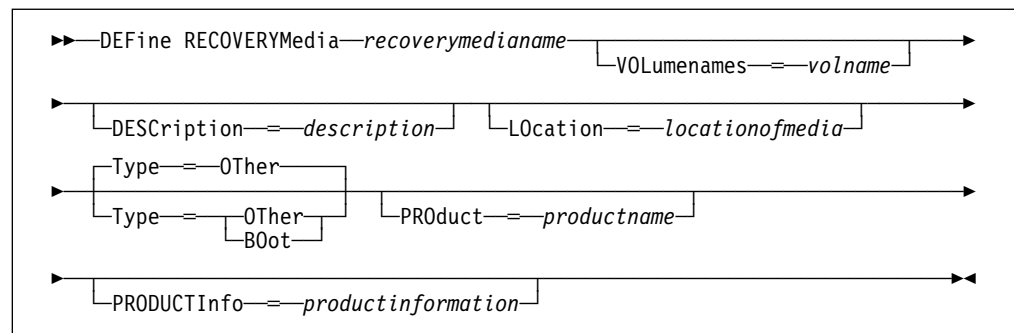 DEFine RECOVERYMedia recoverymedianame
VOLumenames = volname
DESCription = description LOcation = locationofmedia
Type = OTher
Type = OTher PROduct = productname
BOot
PRODUCTInfo = productinformation